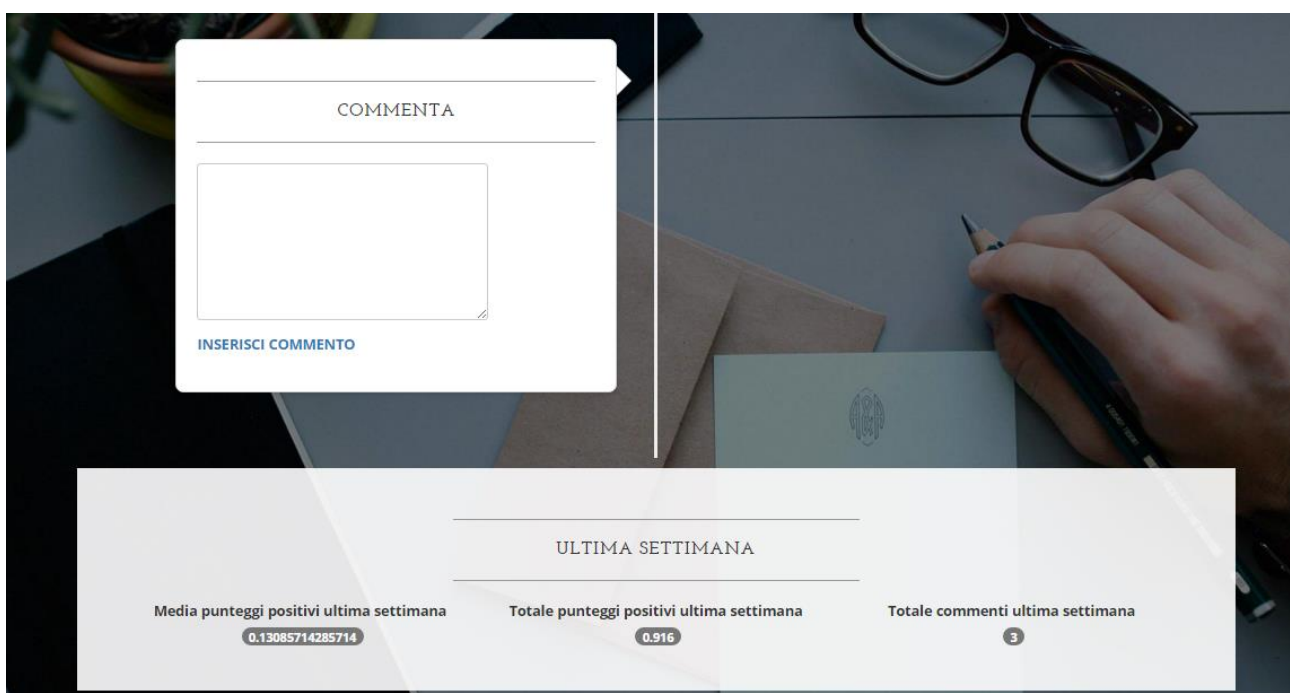 COMMENTA
INSERISCI COMMENTO
ULTIMA SETTIMANA
Media punteggi positivi ultima settimana
0.13085714285714
Totale punteggi positivi ultima settimana
0.916
Totale commenti ultima settimana
3